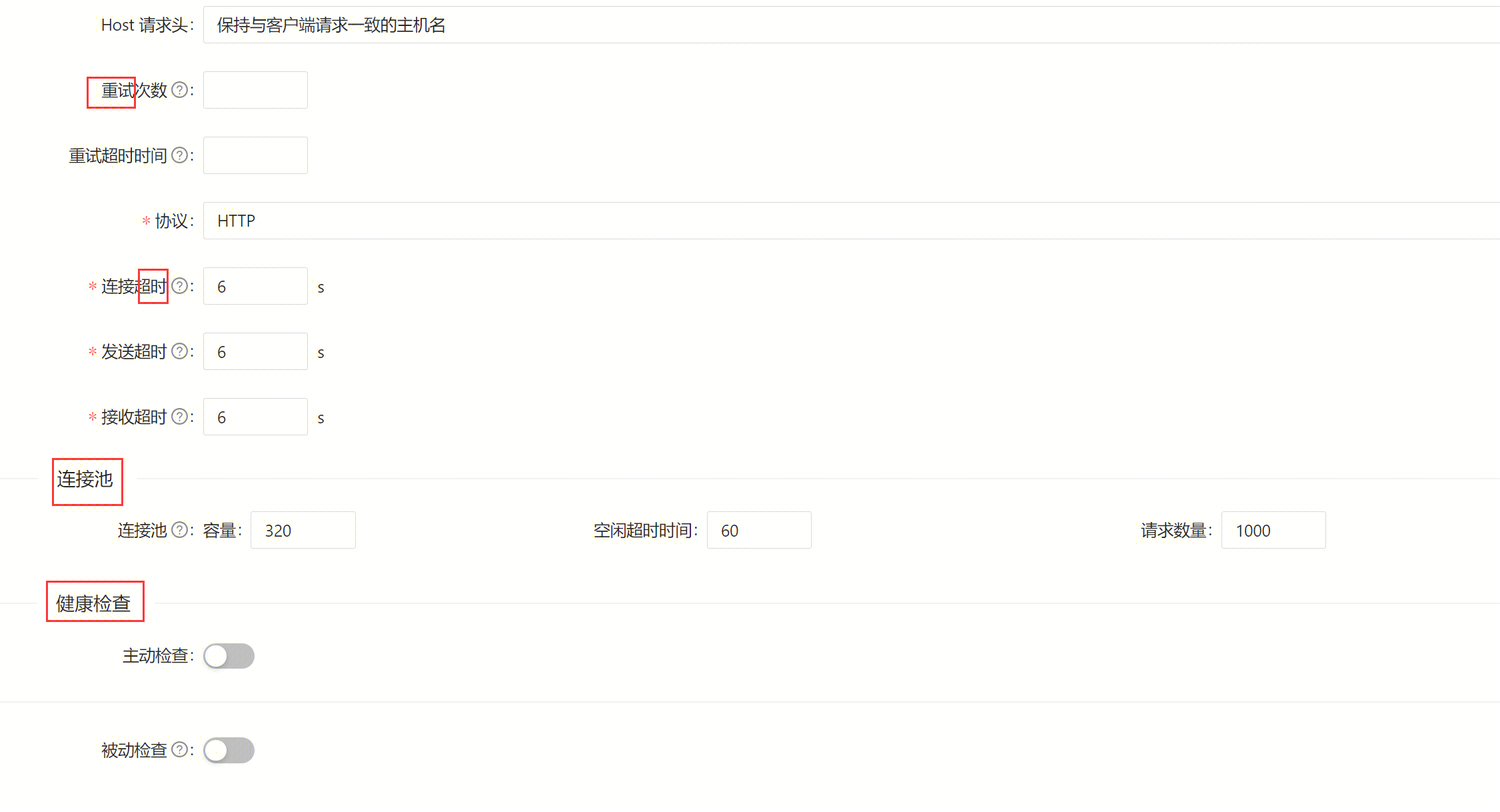 Host 请求头: 保持与客户端请求一致的主机名
重试次数 ?:
重试超时时间 ?:
* 协议: HTTP
* 连接超时 ?: 6 s
* 发送超时 ?: 6 s
* 接收超时 ?: 6 s
连接池
连接池 ?: 容量: 320 空闲超时时间: 60 请求数量: 1000
健康检查
主动检查:
被动检查 ?: